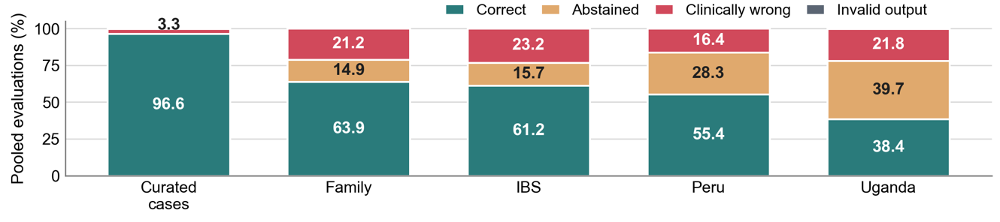 Correct Abstained Clinically wrong Invalid output
Pooled evaluations (%)
100
75
50
25
0
3.3
96.6
21.2
14.9
63.9
23.2
15.7
61.2
16.4
28.3
55.4
21.8
39.7
38.4
Curated
cases
Family
IBS
Peru
Uganda